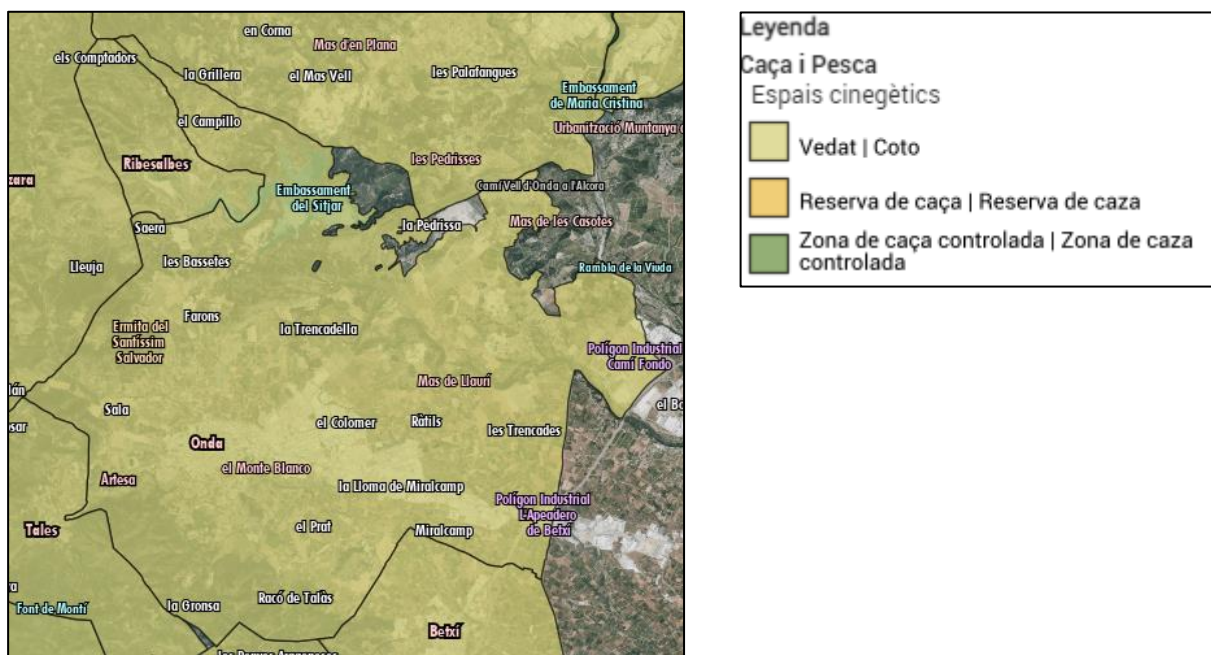 en Corna
Mas d'en Plana
els Comptadors
la Grillera
el Mas Vell
les Palafangues
Embassament
de Maria Cristina
el Campillo
Urbanització Muntanya
Ribesalbes
les Pedrisses
zara
Embassament
del Sitjar
Camí Vell d'Onda a l'Alcora
Saera
la Pedrissa
Mas de les Casotes
Lleuja
les Bassetes
Rambla de la Viuda
Farons
Ermita del
Santíssim
Salvador
la Trencadella
Polígon Industrial
Camí Fondo
Mas de Llaurí
lán
Sala
el Colomer
Ràtils
les Trencades
osar
Onda
el Monte Blanco
Artesa
la Lloma de Miralcamp
Polígon Industrial
L'Apeadero
de Betxí
Tales
el Prat
Miralcamp
Font de Montí
la Gronsa
Racó de Talàs
Betxí
Leyenda
Caça i Pesca
Espais cinegètics
Vedat | Coto
Reserva de caça | Reserva de caza
Zona de caça controlada | Zona de caza
controlada